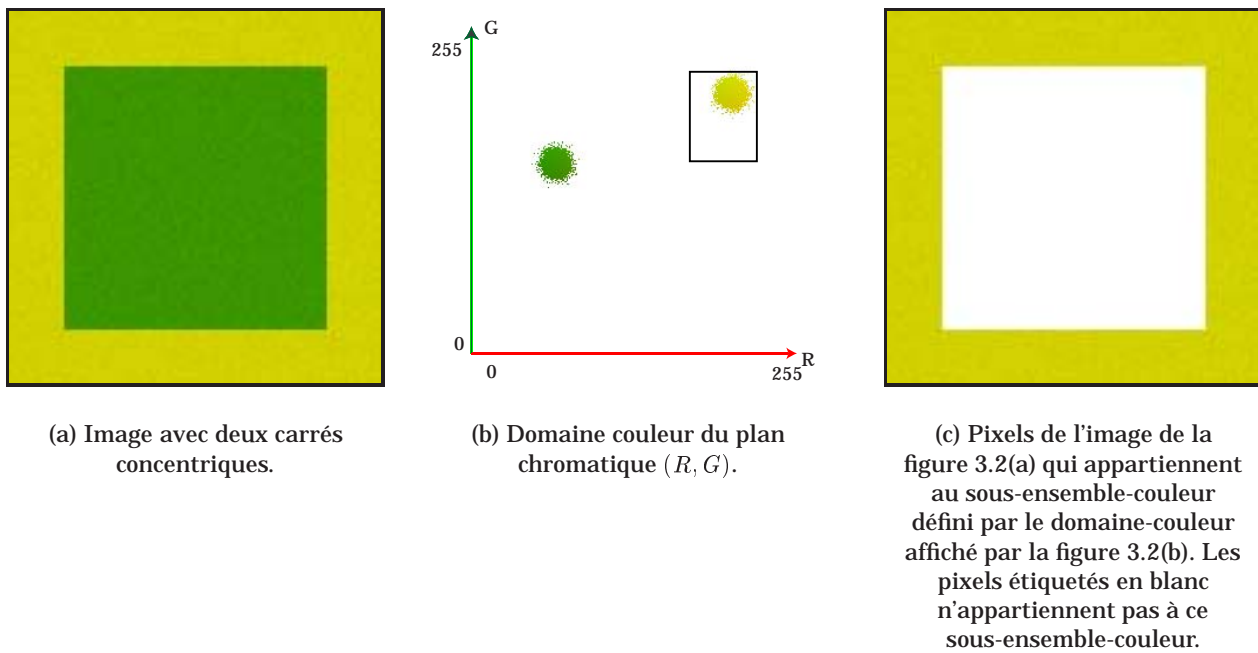 G
255
0
0
255
R
(a) Image avec deux carrés
concentriques.
(b) Domaine couleur du plan
chromatique (R, G).
(c) Pixels de l'image de la
figure 3.2(a) qui appartiennent
au sous-ensemble-couleur
défini par le domaine-couleur
affiché par la figure 3.2(b). Les
pixels étiquetés en blanc
n'appartiennent pas à ce
sous-ensemble-couleur.